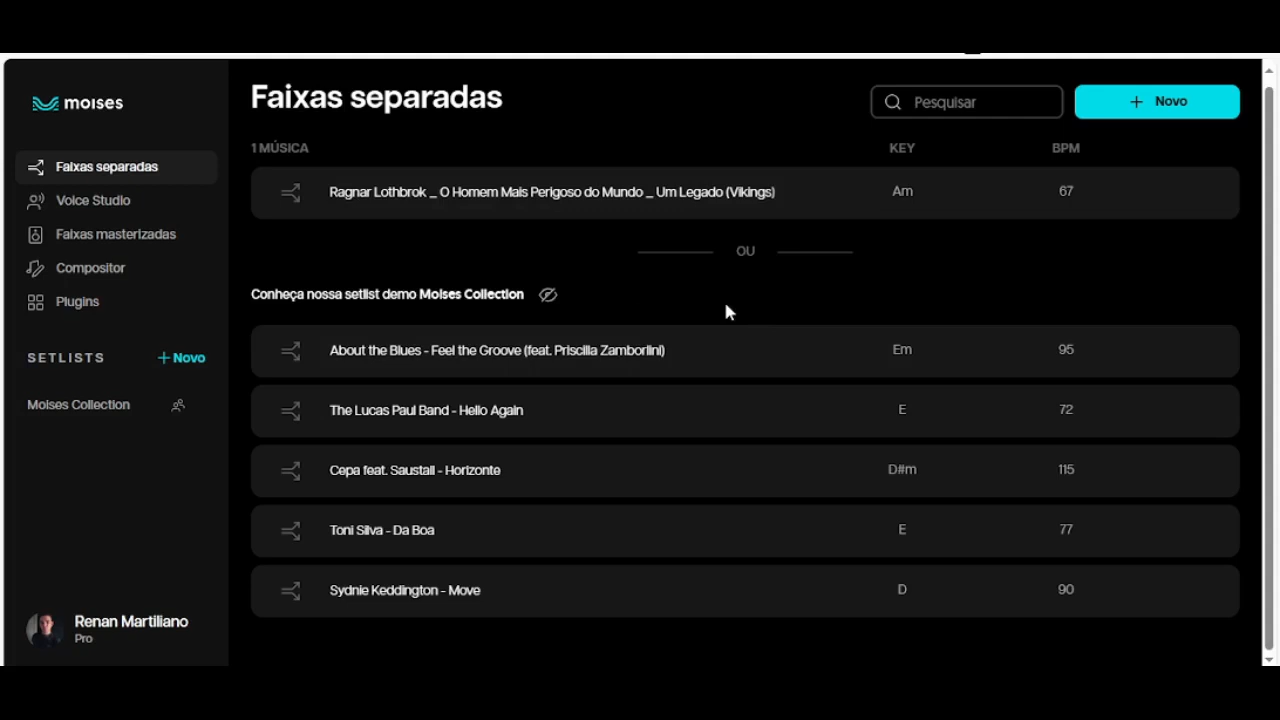 moises
Faixas separadas
Voice Studio
Faixas masterizadas
Compositor
Plugins
SETLISTS + Novo
Moises Collection
Renan Martiliano
Pro
Faixas separadas
Pesquisar
+ Novo
1 MÚSICA KEY BPM
Ragnar Lothbrok _ O Homem Mais Perigoso do Mundo _ Um Legado (Vikings) Am 67
OU
Conheça nossa setlist demo Moises Collection
About the Blues - Feel the Groove (feat. Priscilla Zamborlini) Em 95
The Lucas Paul Band - Hello Again E 72
Cepa feat. Saustall - Horizonte D#m 115
Toni Silva - Da Boa E 77
Sydnie Keddington - Move D 90